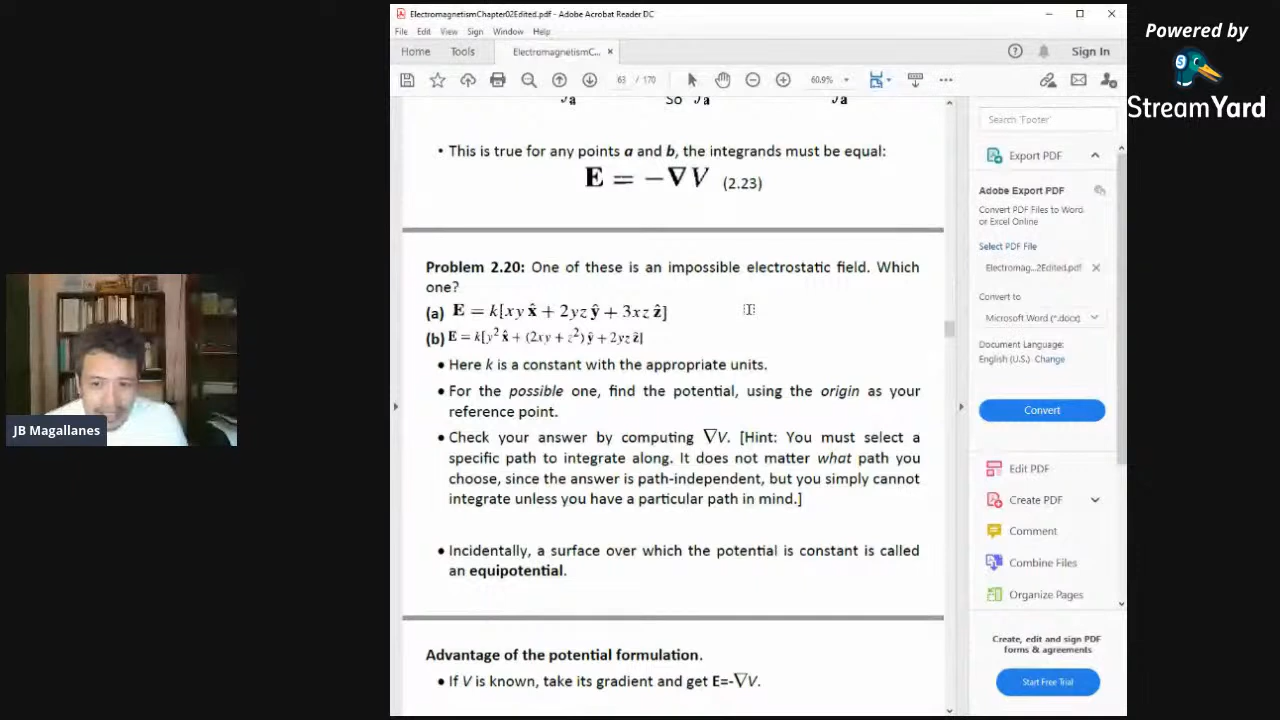 ElectromagnetismChapter02Edited.pdf - Adobe Acrobat Reader DC
File Edit View Sign Window Help
Home Tools ElectromagnetismC... × Sign In
63 / 170 60.9%
So
• This is true for any points a and b, the integrands must be equal:
E = −∇V (2.23)
Problem 2.20: One of these is an impossible electrostatic field. Which
one?
(a) E = k[xy x̂ + 2yz ŷ + 3xz ẑ]
(b) E = k[y² x̂ + (2xy + z²) ŷ + 2yz ẑ]
• Here k is a constant with the appropriate units.
• For the possible one, find the potential, using the origin as your
reference point.
• Check your answer by computing ∇V. [Hint: You must select a
specific path to integrate along. It does not matter what path you
choose, since the answer is path-independent, but you simply cannot
integrate unless you have a particular path in mind.]
• Incidentally, a surface over which the potential is constant is called
an equipotential.
Advantage of the potential formulation.
• If V is known, take its gradient and get E=-∇V.
Search 'Footer'
Export PDF
Adobe Export PDF
Convert PDF Files to Word
or Excel Online
Select PDF File
Electromag...2Edited.pdf ×
Convert to
Microsoft Word (*.docx)
Document Language:
English (U.S.) Change
Convert
Edit PDF
Create PDF
Comment
Combine Files
Organize Pages
Convert, edit and sign PDF
forms & agreements
Start Free Trial
JB Magallanes
Powered by
S
StreamYard